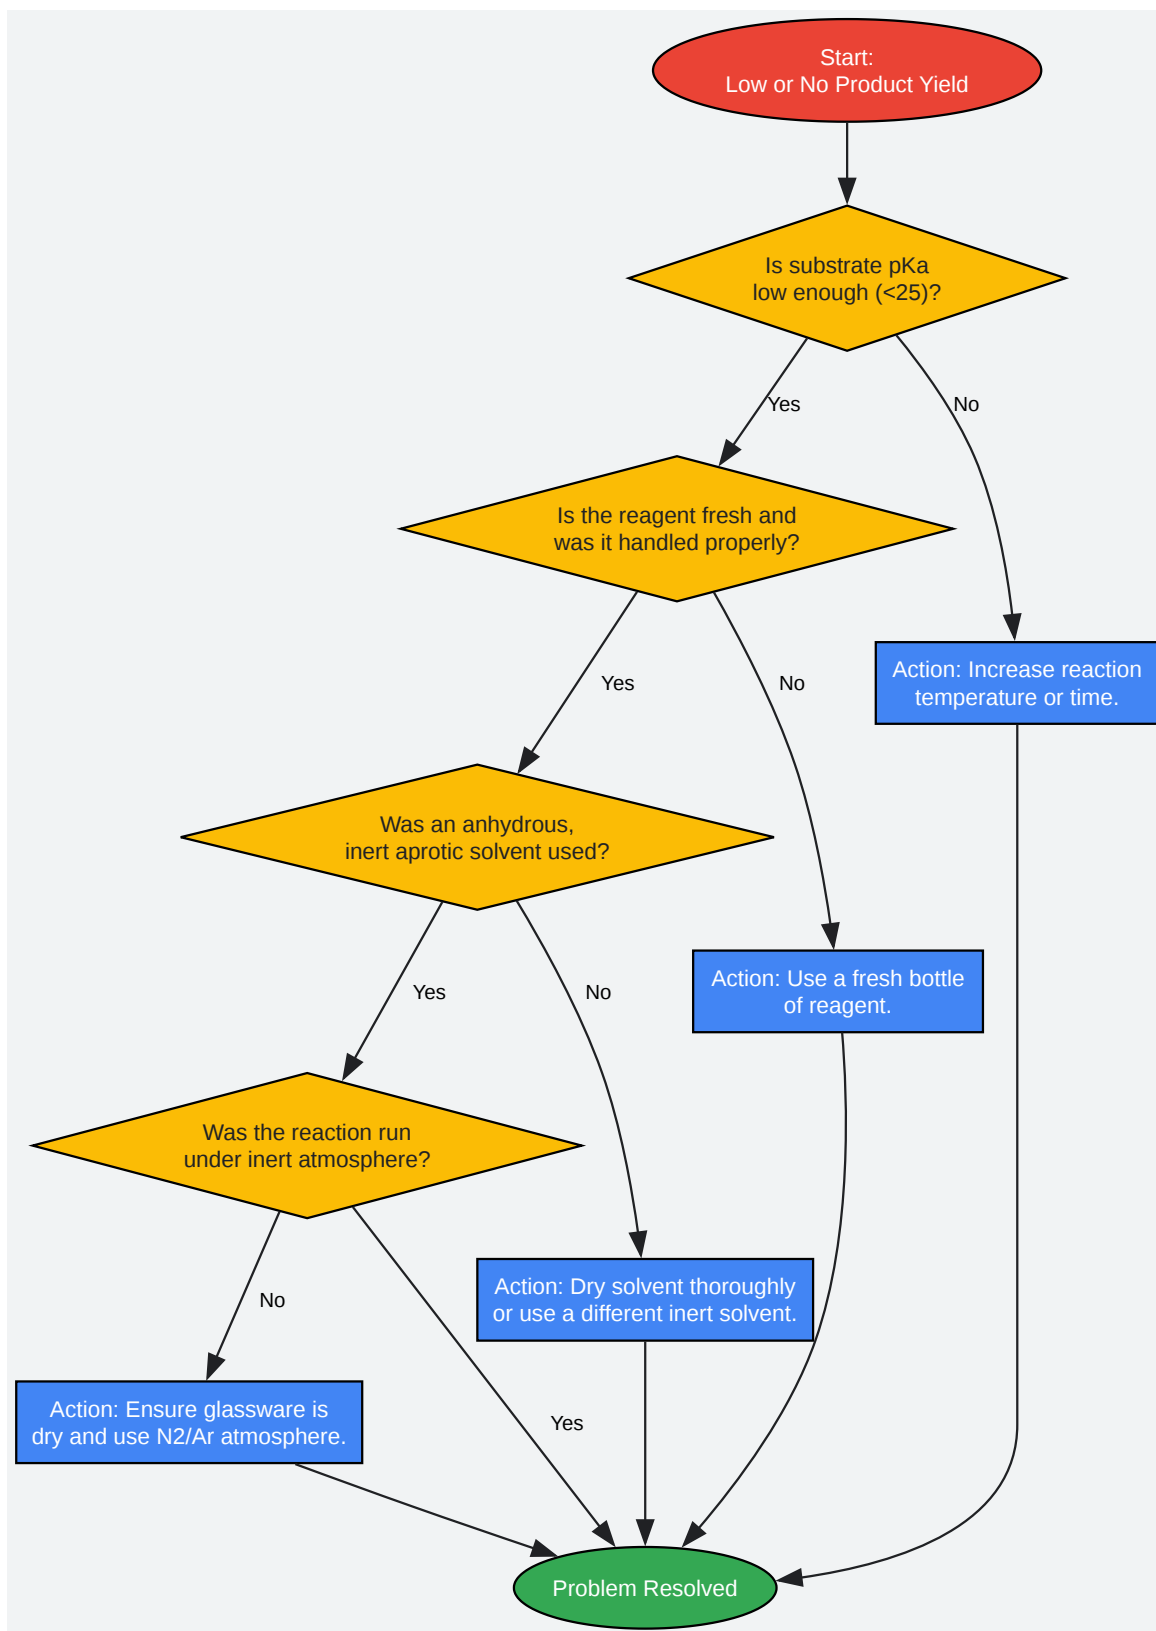 Start:
Low or No Product Yield
Is substrate pKa
low enough (<25)?
Yes
No
Is the reagent fresh and
was it handled properly?
Yes
No
Action: Increase reaction
temperature or time.
Was an anhydrous,
inert aprotic solvent used?
Yes
No
Action: Use a fresh bottle
of reagent.
Was the reaction run
under inert atmosphere?
No
Yes
Action: Dry solvent thoroughly
or use a different inert solvent.
Action: Ensure glassware is
dry and use N2/Ar atmosphere.
Problem Resolved